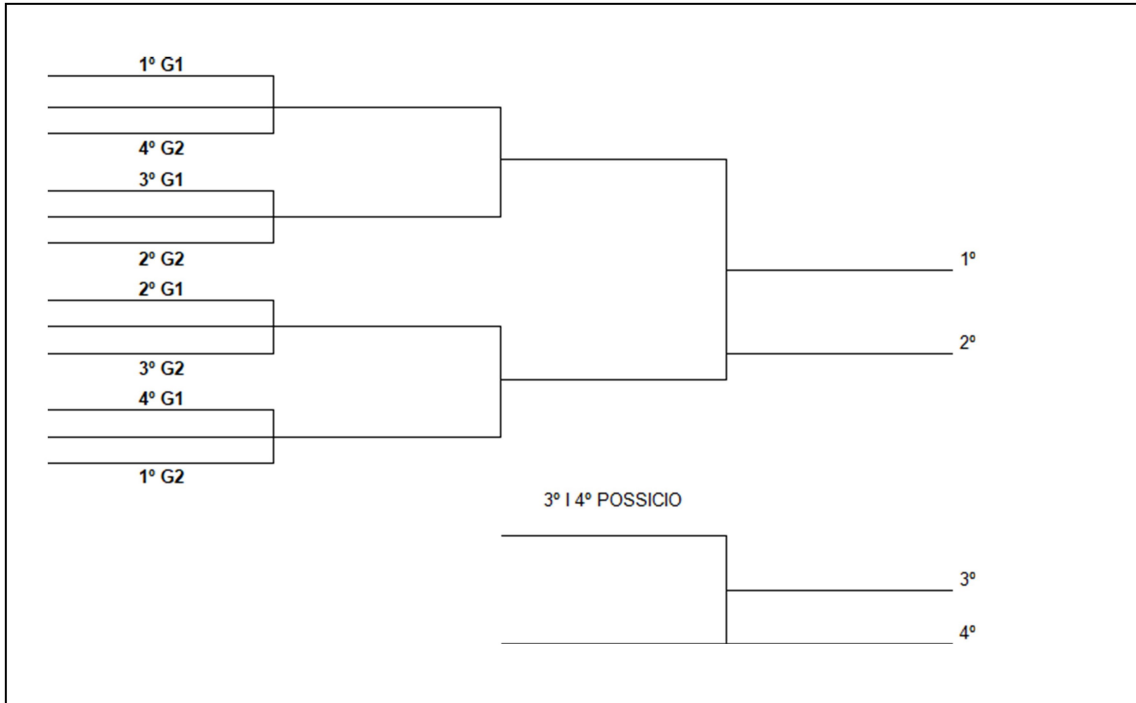 1º G1
4º G2
3º G1
2º G2
2º G1
3º G2
4º G1
1º G2
1º
2º
3º I 4º POSSICIO
3º
4º